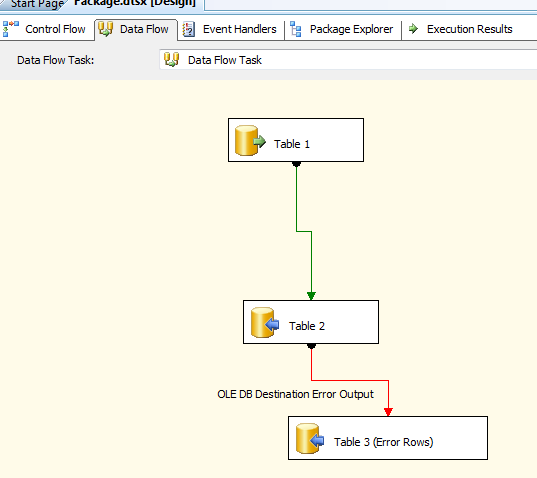 Start Page
Package.dtsx [Design]
Control Flow
Data Flow
Event Handlers
Package Explorer
Execution Results
Data Flow Task:
Data Flow Task
Table 1
Table 2
OLE DB Destination Error Output
Table 3 (Error Rows)